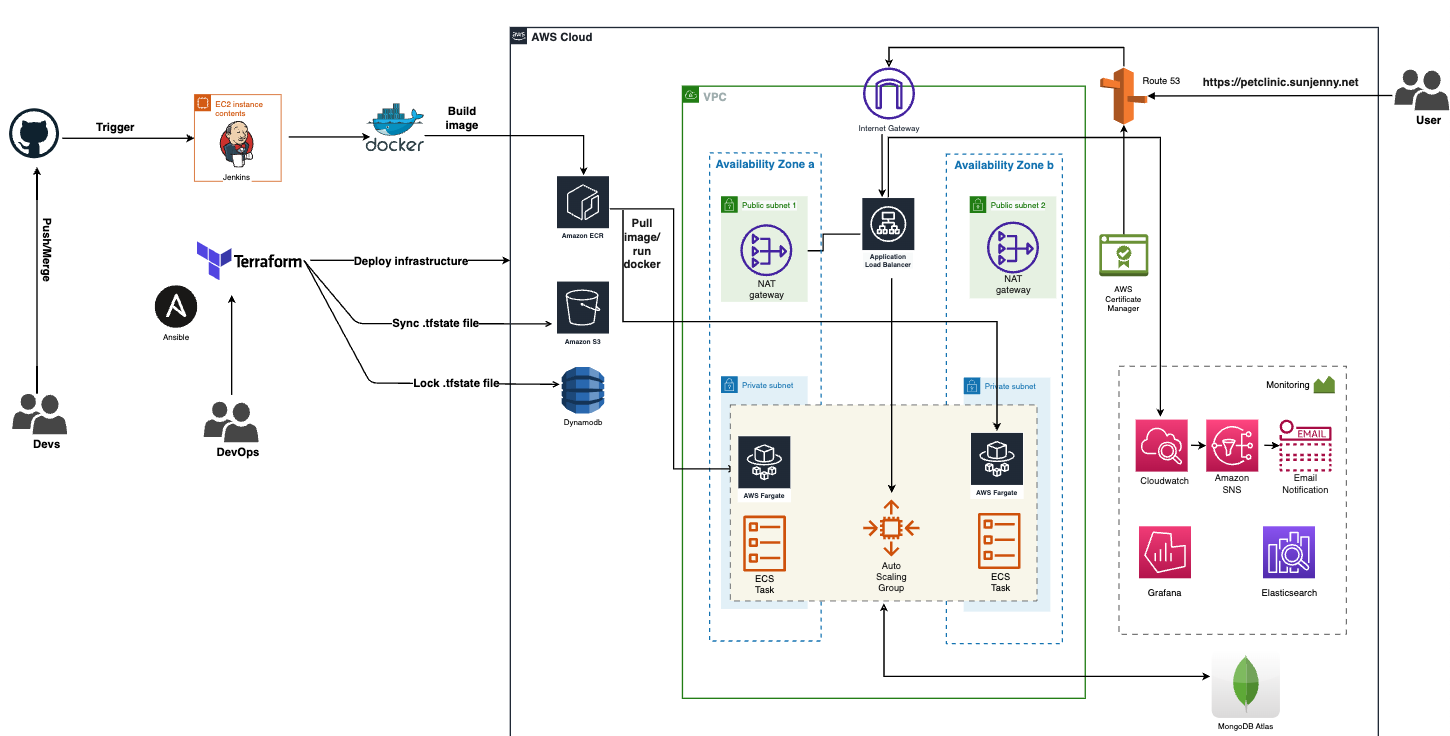 aws
AWS Cloud
Route 53
https://petclinic.sunjenny.net
User
VPC
Internet Gateway
EC2 instance
contents
Jenkins
Trigger
docker
Build
image
Availability Zone a
Availability Zone b
Public subnet 1
Public subnet 2
NAT
gateway
NAT
gateway
Application
Load Balancer
Amazon ECR
Pull
image/
run
docker
Push/Merge
Terraform
Deploy infrastructure
Ansible
Sync .tfstate file
Amazon S3
Lock .tfstate file
Dynamodb
AWS
Certificate
Manager
Devs
DevOps
Private subnet
Private subnet
AWS Fargate
AWS Fargate
ECS
Task
Auto
Scaling
Group
ECS
Task
Monitoring
EMAIL
Cloudwatch
Amazon
SNS
Email
Notification
Grafana
Elasticsearch
MongoDB Atlas